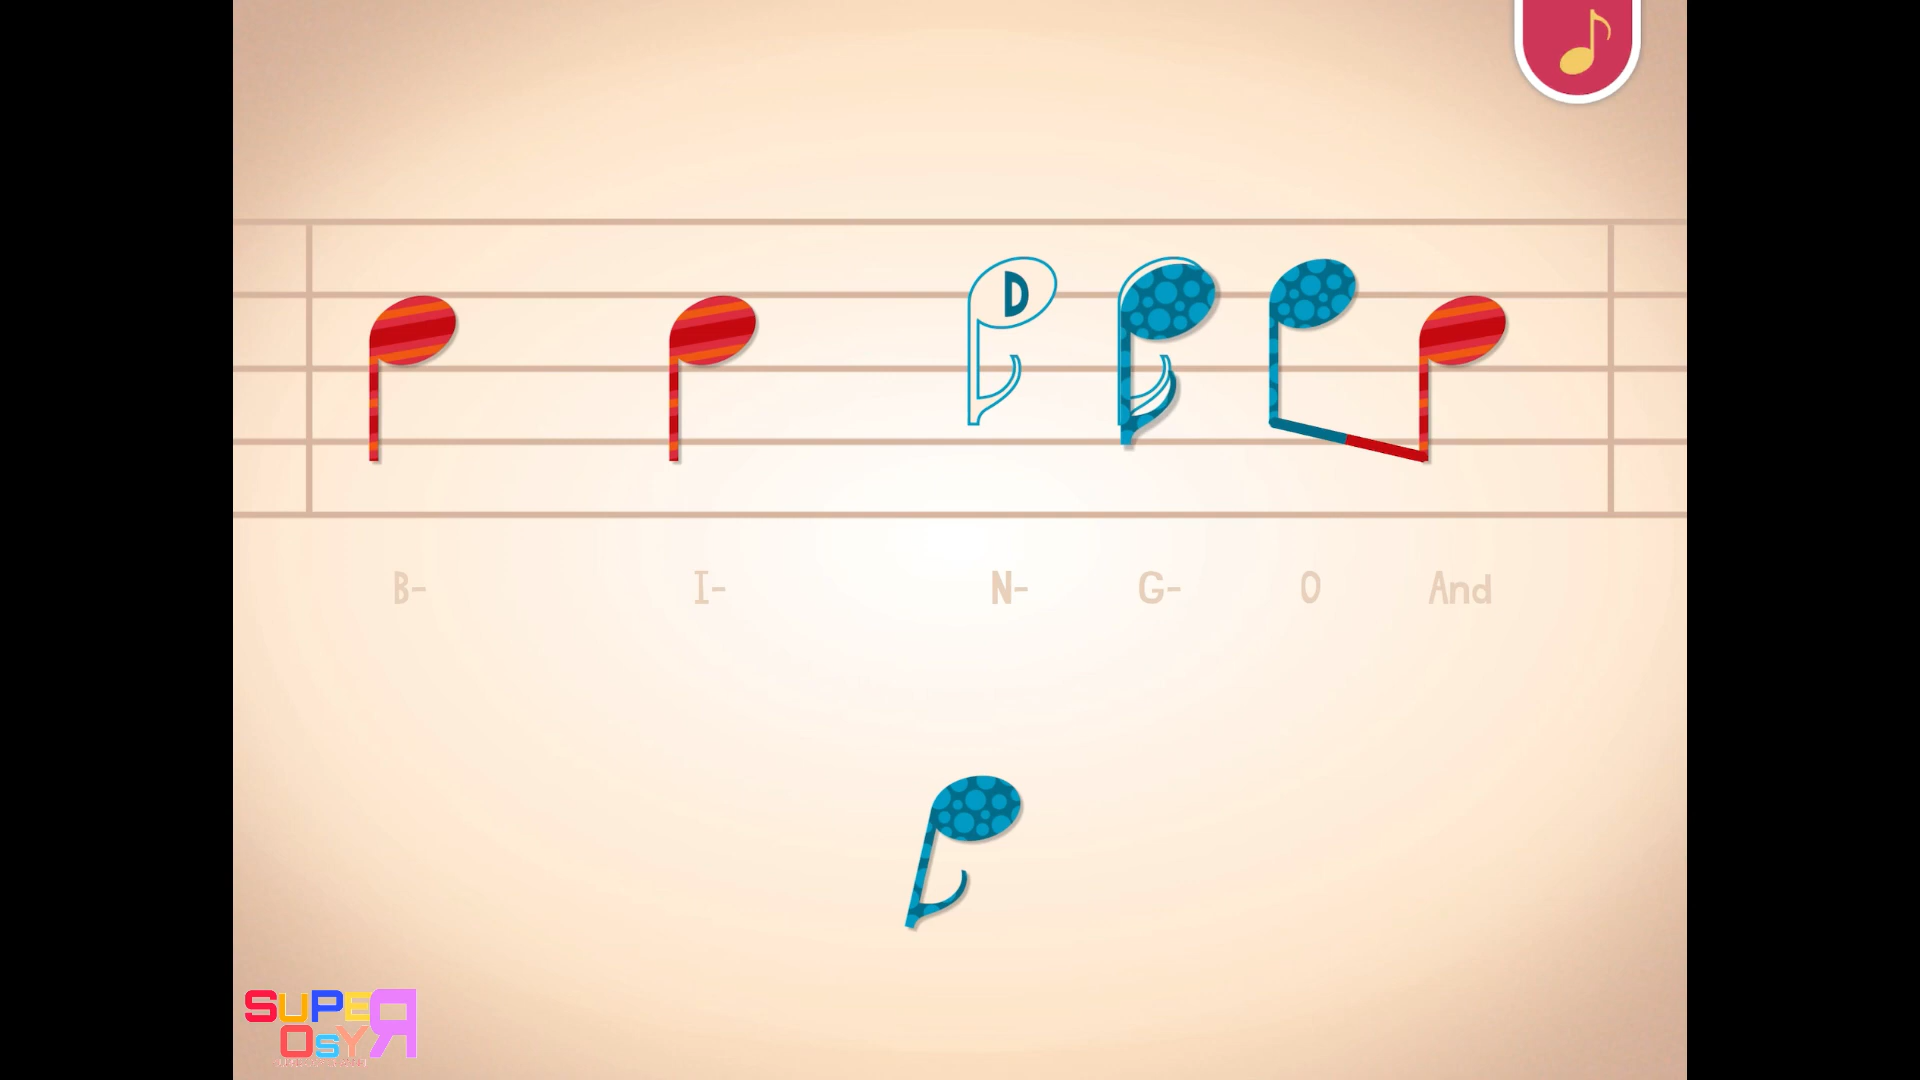 D
B- I- N- G- O And
SUPER
OSYR